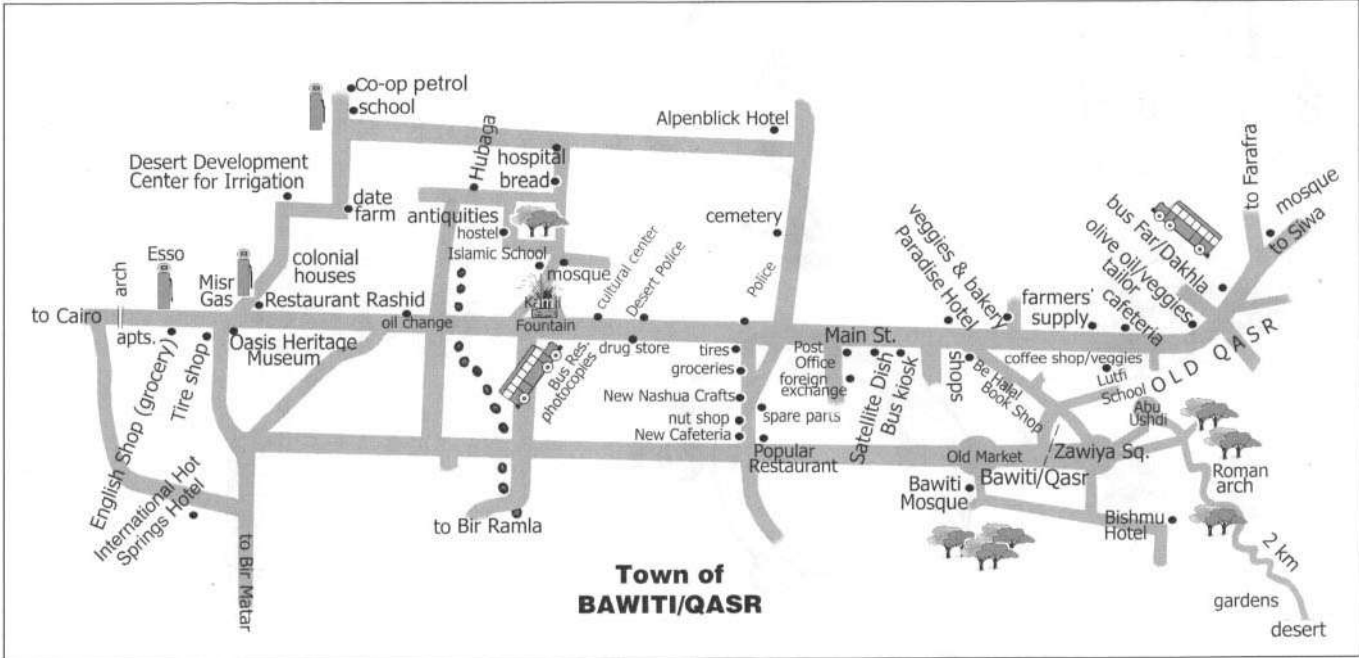 Co-op petrol
school
Alpenblick Hotel
Hubaga
hospital
bread
Desert Development
Center for Irrigation
date
farm
antiquities
hostel
Islamic School
mosque
cemetery
cultural center
Desert Police
Police
veggies & bakery
Paradise Hotel
farmers'
supply
cafeteria
tailor
olive oil/veggies
bus Far/Dakhla
to Farafra
mosque
to Siwa
arch
Esso
Misr
Gas
colonial
houses
Restaurant Rashid
to Cairo
apts.
oil change
Fountain
Main St.
OLD QASR
English Shop (grocery)
Tire shop
Oasis Heritage
Museum
Bus Res.
photocopies
drug store
tires
groceries
New Nashua Crafts
nut shop
New Cafeteria
spare parts
Popular
Restaurant
Post
Office
foreign
exchange
Satellite Dish
Bus kiosk
shops
Be Halal
Book Shop
coffee shop/veggies
Lutfi
School
Abu
Ushdi
Old Market
Zawiya Sq.
Bawiti/Qasr
Roman
arch
Bawiti
Mosque
Bishmu
Hotel
International Hot
Springs Hotel
to Bir Matar
to Bir Ramla
2 km
gardens
desert
Town of
BAWITI/QASR